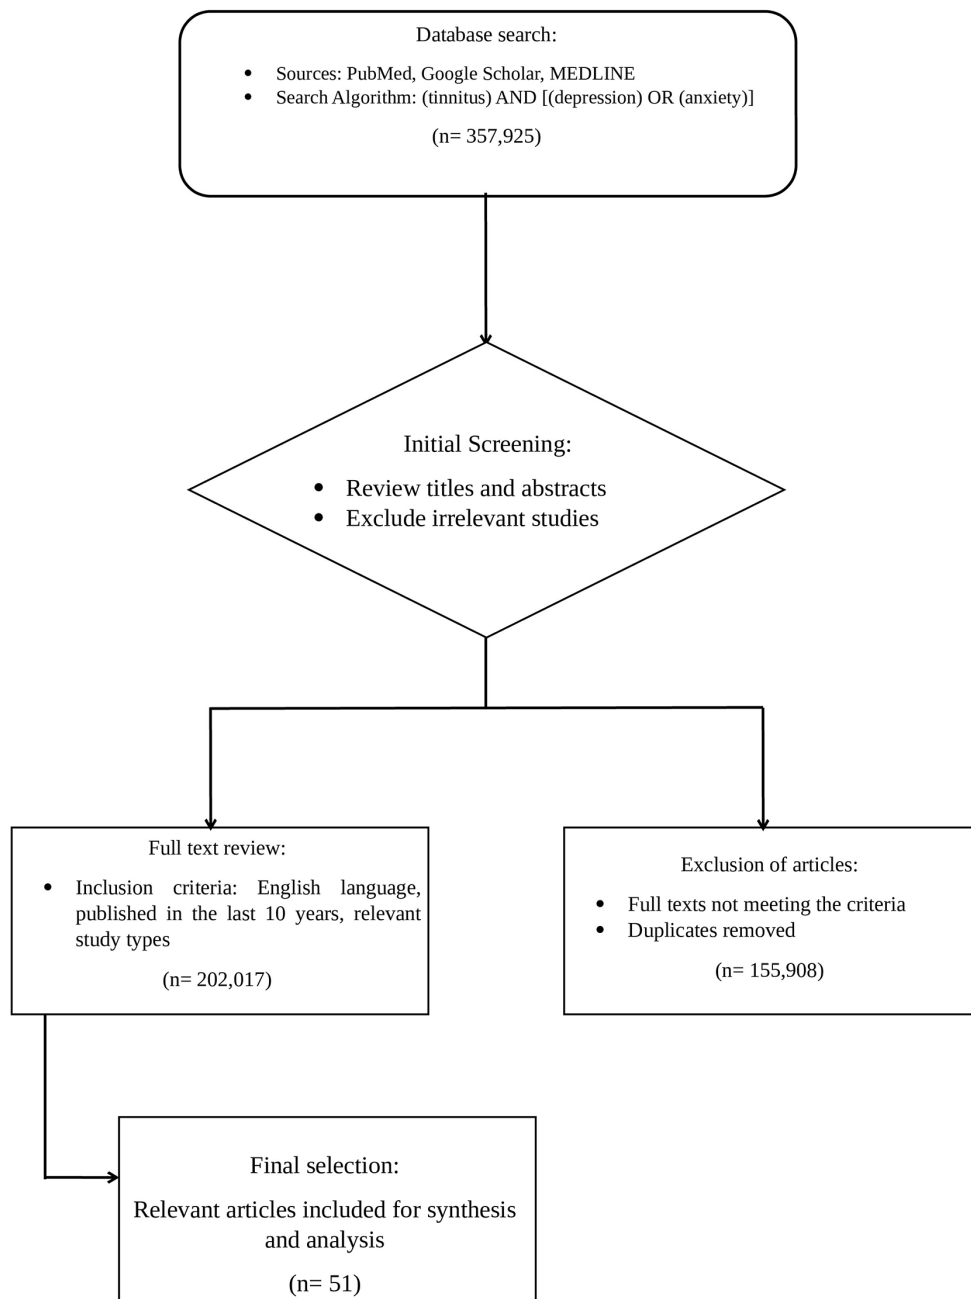 Database search:
• Sources: PubMed, Google Scholar, MEDLINE
• Search Algorithm: (tinnitus) AND [(depression) OR (anxiety)]
(n= 357,925)
Initial Screening:
• Review titles and abstracts
• Exclude irrelevant studies
Full text review:
• Inclusion criteria: English language,
published in the last 10 years, relevant
study types
(n= 202,017)
Exclusion of articles:
• Full texts not meeting the criteria
• Duplicates removed
(n= 155,908)
Final selection:
Relevant articles included for synthesis
and analysis
(n= 51)